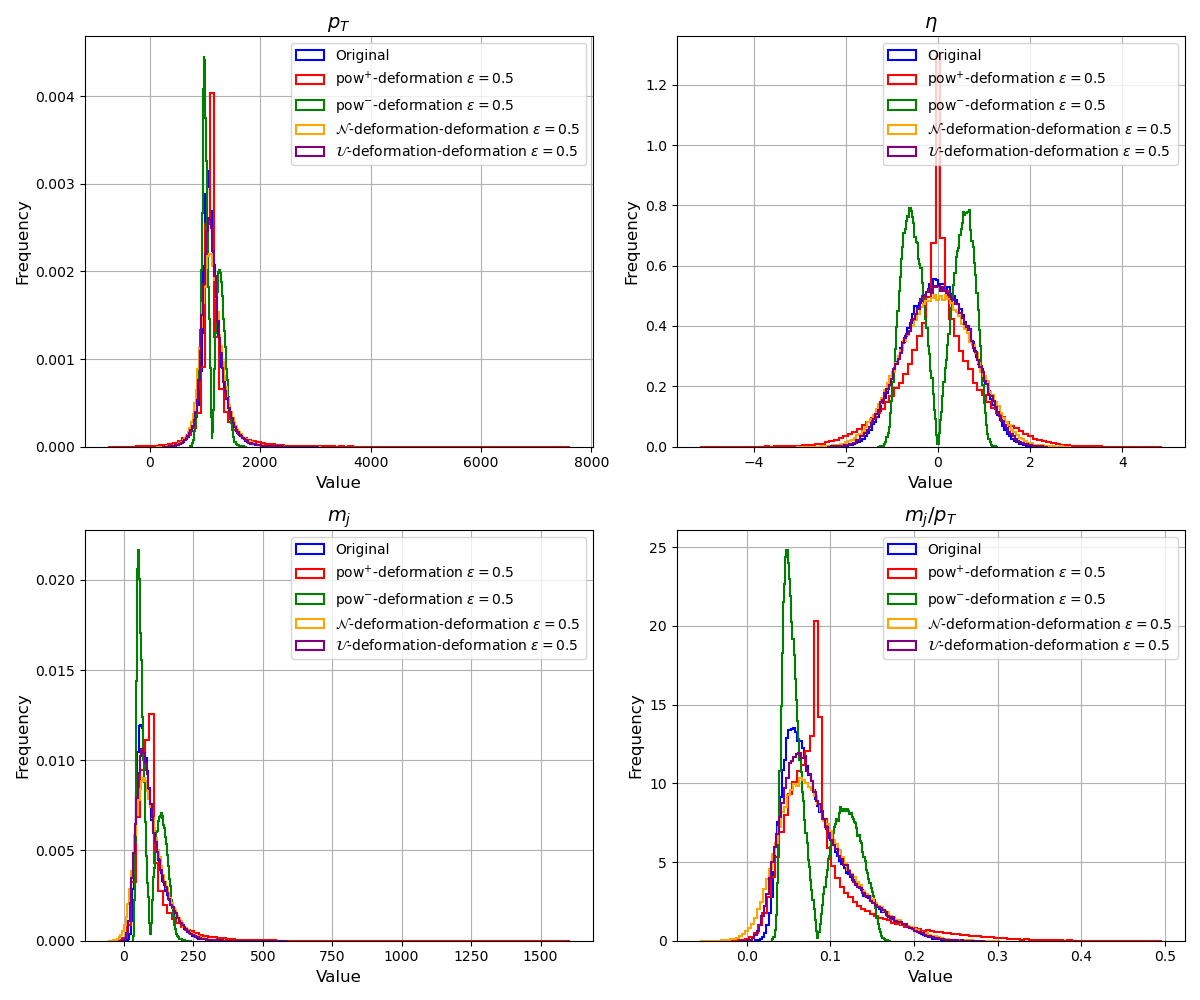 p_T
Frequency
0.004
0.003
0.002
0.001
0.000
Original
pow⁺-deformation ε = 0.5
pow⁻-deformation ε = 0.5
𝒩-deformation-deformation ε = 0.5
𝒰-deformation-deformation ε = 0.5
0 2000 4000 6000 8000
Value
η
Frequency
1.2
1.0
0.8
0.6
0.4
0.2
0.0
Original
pow⁺-deformation ε = 0.5
pow⁻-deformation ε = 0.5
𝒩-deformation-deformation ε = 0.5
𝒰-deformation-deformation ε = 0.5
−4 −2 0 2 4
Value
m_j
Frequency
0.020
0.015
0.010
0.005
0.000
Original
pow⁺-deformation ε = 0.5
pow⁻-deformation ε = 0.5
𝒩-deformation-deformation ε = 0.5
𝒰-deformation-deformation ε = 0.5
0 250 500 750 1000 1250 1500
Value
m_j/p_T
Frequency
25
20
15
10
5
0
Original
pow⁺-deformation ε = 0.5
pow⁻-deformation ε = 0.5
𝒩-deformation-deformation ε = 0.5
𝒰-deformation-deformation ε = 0.5
0.0 0.1 0.2 0.3 0.4 0.5
Value